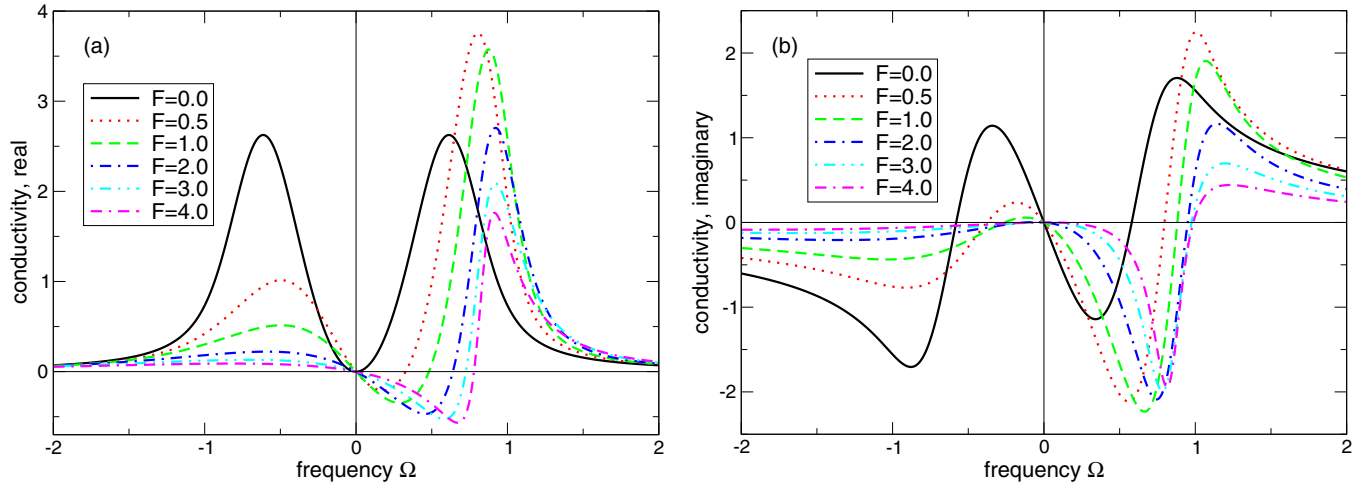 (a)
F=0.0
F=0.5
F=1.0
F=2.0
F=3.0
F=4.0
conductivity, real
4
3
2
1
0
-2
-1
0
1
2
frequency Ω
(b)
F=0.0
F=0.5
F=1.0
F=2.0
F=3.0
F=4.0
conductivity, imaginary
2
1
0
-1
-2
-2
-1
0
1
2
frequency Ω